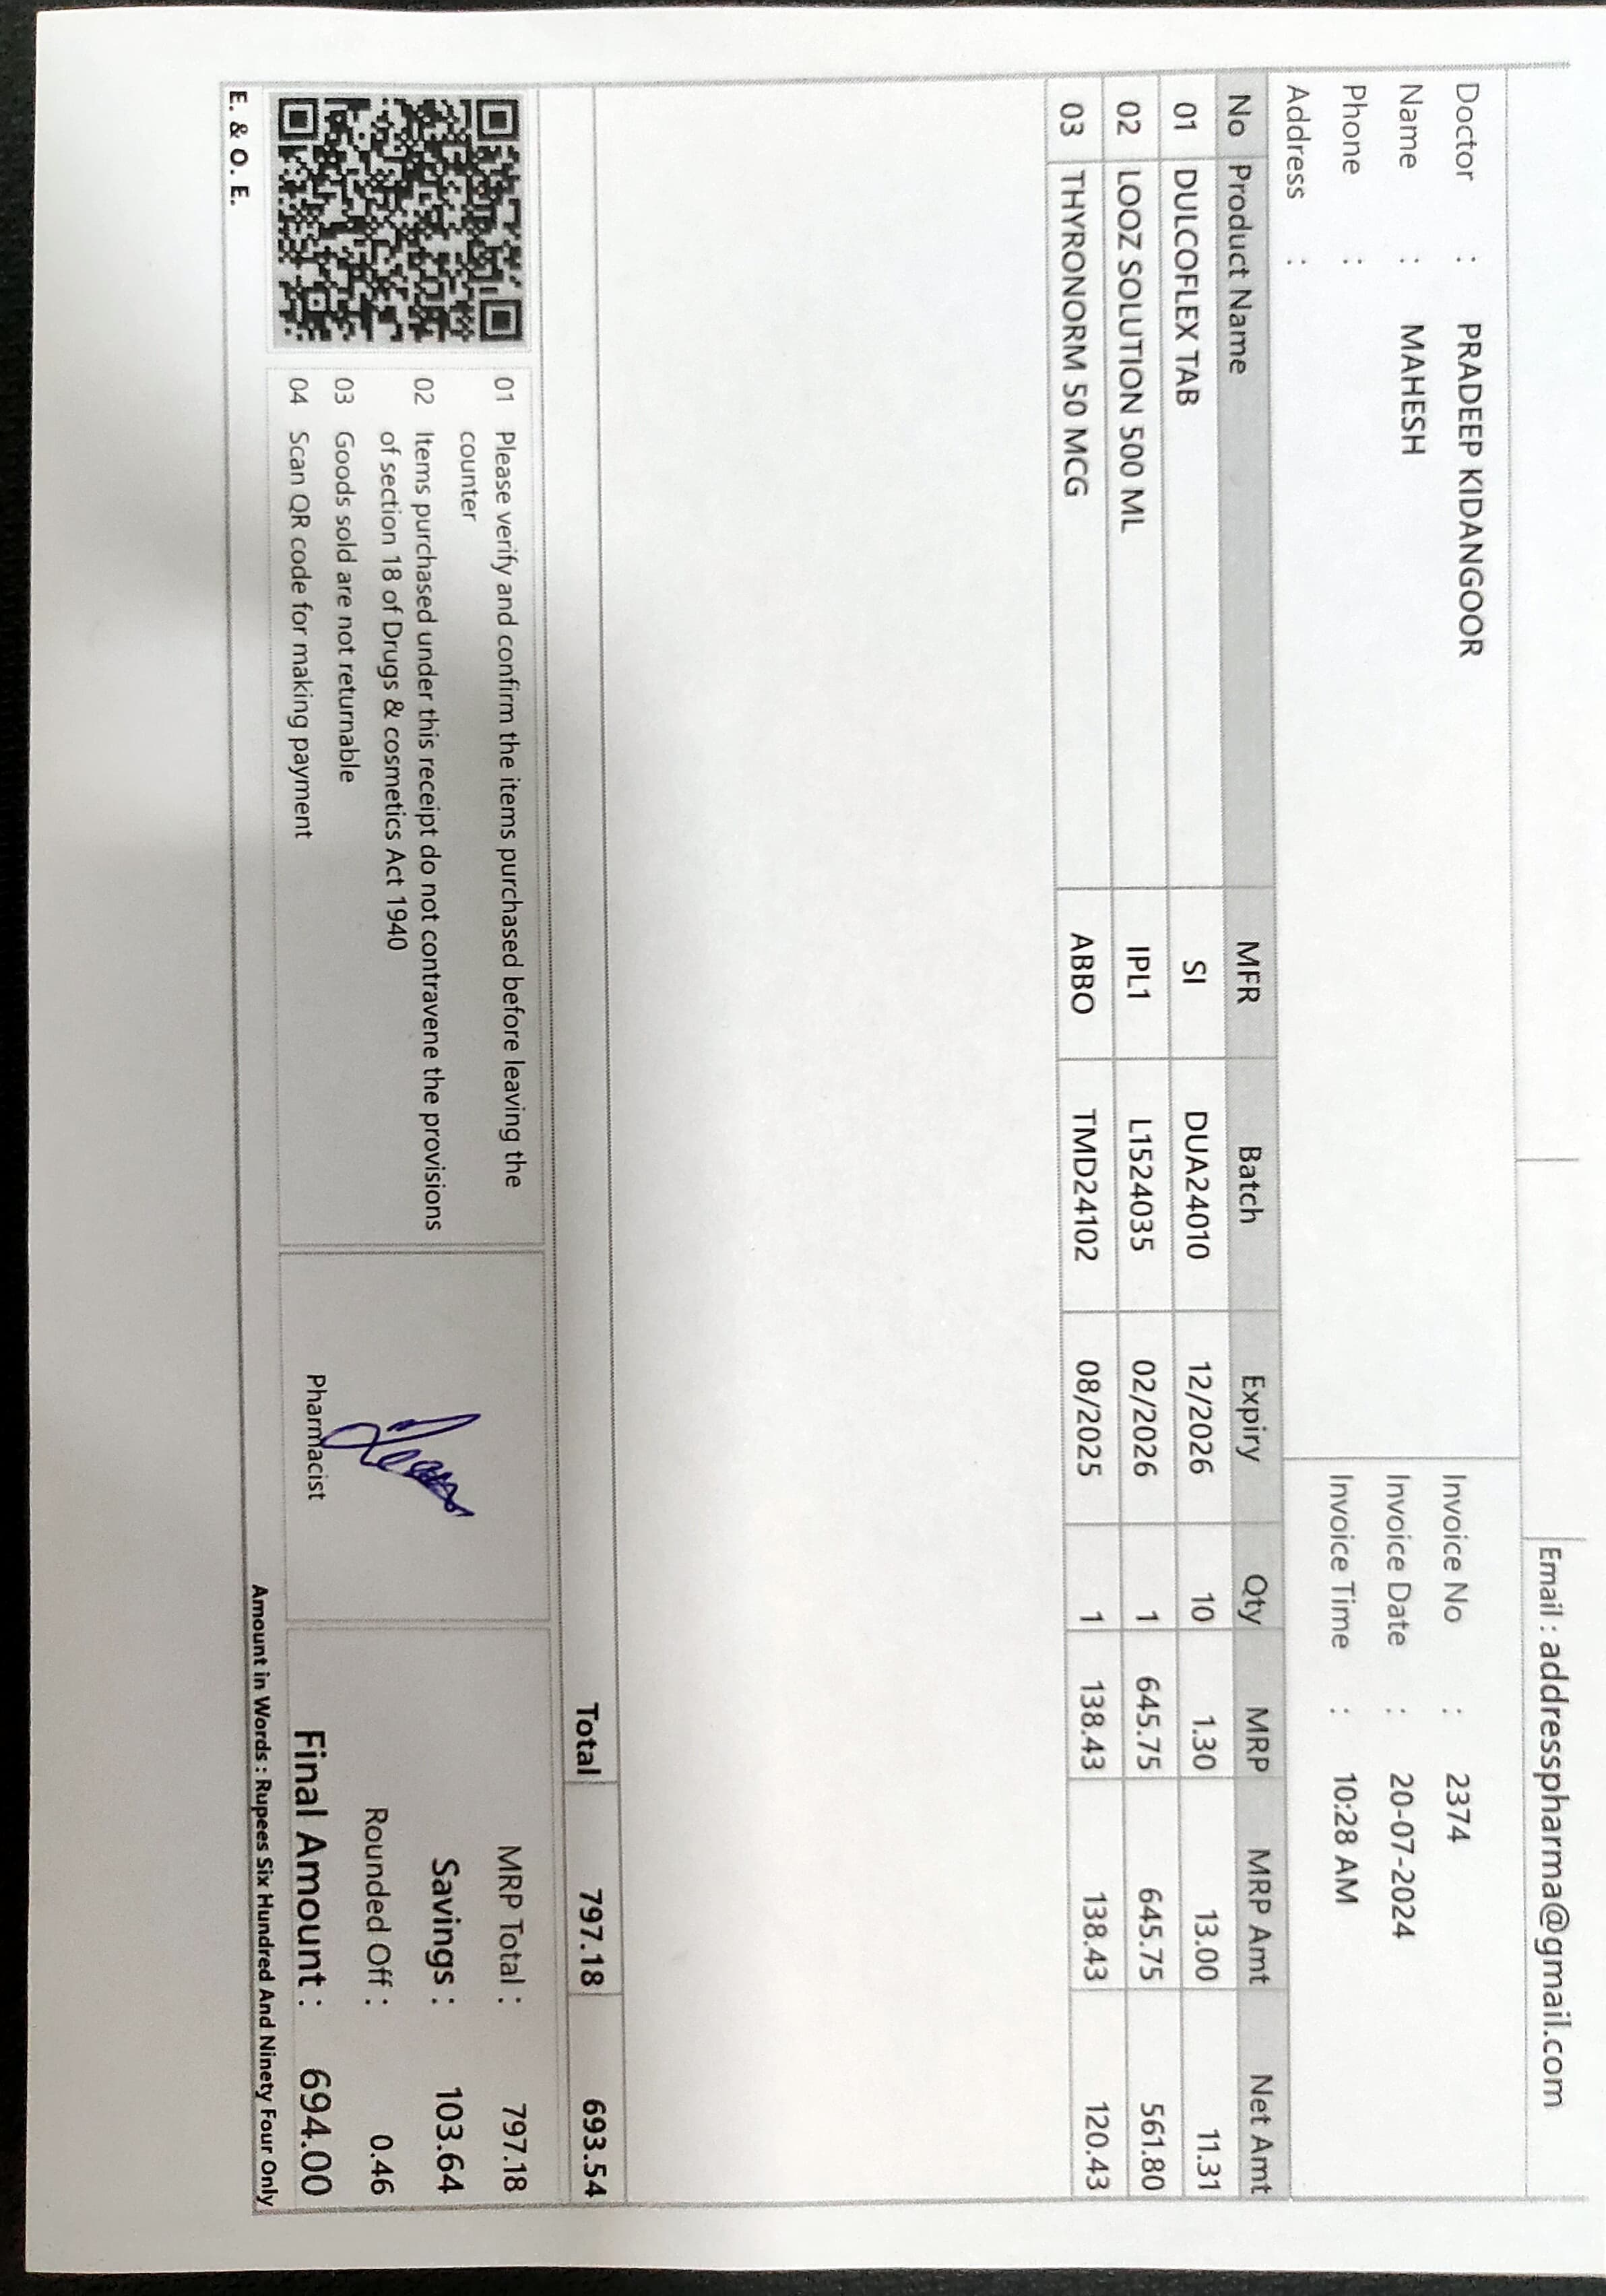 Email : addresspharma@gmail.com
Doctor : PRADEEP KIDANGOOR
Name : MAHESH
Phone :
Address :
Invoice No : 2374
Invoice Date : 20-07-2024
Invoice Time : 10:28 AM
No Product Name MFR Batch Expiry Qty MRP MRP Amt Net Amt
01 DULCOFLEX TAB SI DUA24010 12/2026 10 1.30 13.00 11.31
02 LOOZ SOLUTION 500 ML IPL1 L1524035 02/2026 1 645.75 645.75 561.80
03 THYRONORM 50 MCG ABBO TMD24102 08/2025 1 138.43 138.43 120.43
Total 797.18 693.54
01 Please verify and confirm the items purchased before leaving the
counter
02 Items purchased under this receipt do not contravene the provisions
of section 18 of Drugs & cosmetics Act 1940
03 Goods sold are not returnable
04 Scan QR code for making payment
Pharmacist
MRP Total : 797.18
Savings : 103.64
Rounded Off : 0.46
Final Amount : 694.00
Amount in Words : Rupees Six Hundred And Ninety Four Only
E. & O. E.